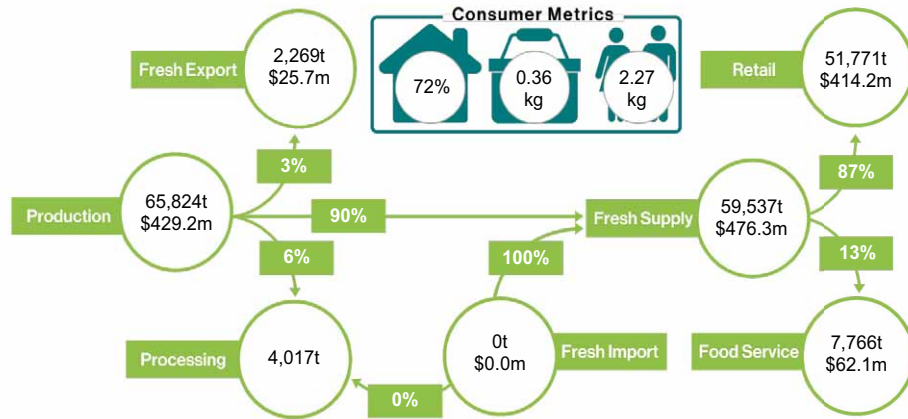 Consumer Metrics
72%
0.36
kg
2.27
kg
Fresh Export
2,269t
$25.7m
Retail
51,771t
$414.2m
3%
87%
Production
65,824t
$429.2m
90%
Fresh Supply
59,537t
$476.3m
6%
100%
13%
Processing
4,017t
0t
$0.0m
Fresh Import
Food Service
7,766t
$62.1m
0%